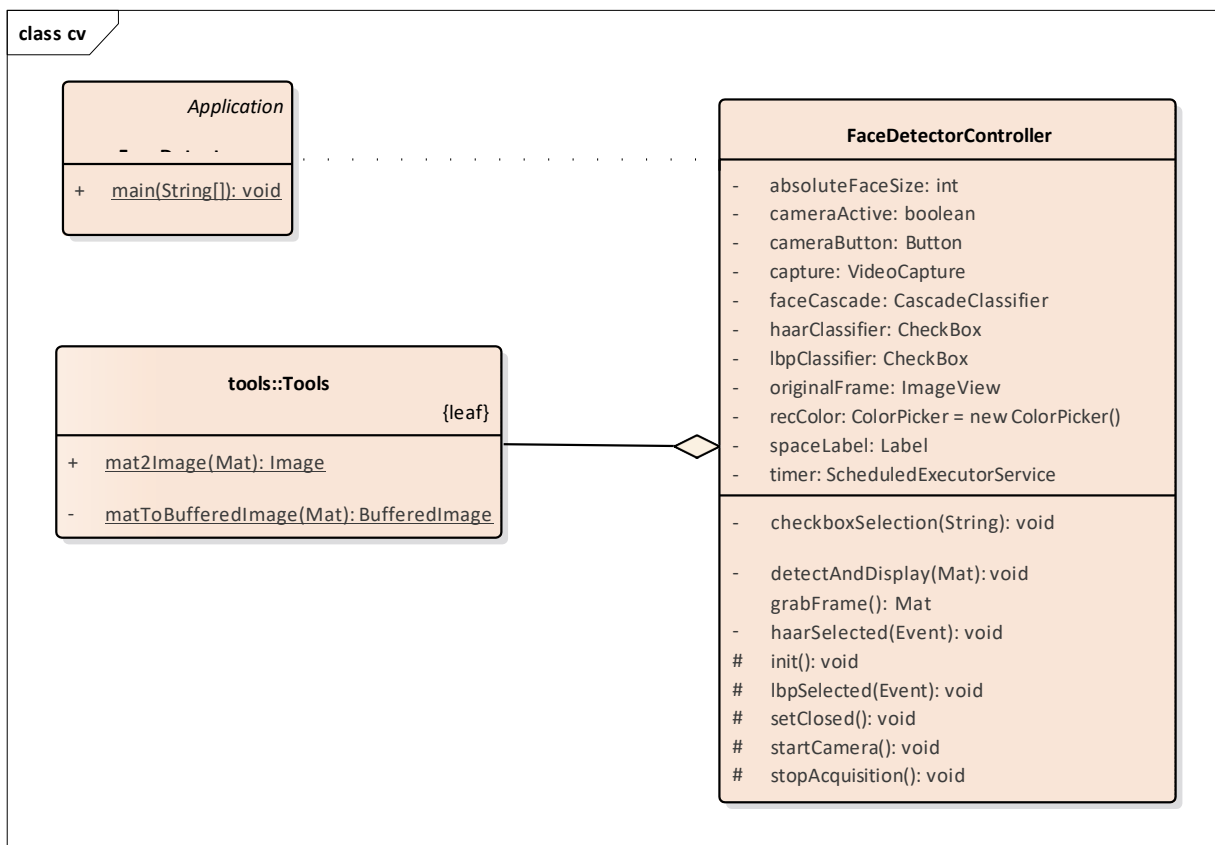 class cv
Application
+ main(String[]): void
tools::Tools
{leaf}
+ mat2Image(Mat): Image
- matToBufferedImage(Mat): BufferedImage
FaceDetectorController
- absoluteFaceSize: int
- cameraActive: boolean
- cameraButton: Button
- capture: VideoCapture
- faceCascade: CascadeClassifier
- haarClassifier: CheckBox
- lbpClassifier: CheckBox
- originalFrame: ImageView
- recColor: ColorPicker = new ColorPicker()
- spaceLabel: Label
- timer: ScheduledExecutorService
- checkboxSelection(String): void
- detectAndDisplay(Mat): void
grabFrame(): Mat
- haarSelected(Event): void
# init(): void
# lbpSelected(Event): void
# setClosed(): void
# startCamera(): void
# stopAcquisition(): void